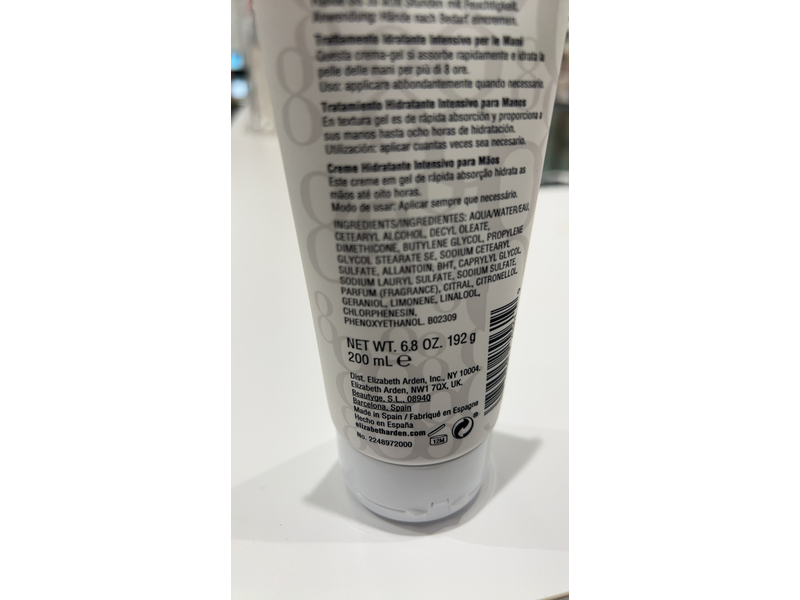 Anwendung: Hände nach Bedarf eincremen.
Trattamento Idratante Intensivo per le Mani
Questa crema-gel si assorbe rapidamente e idrata la
pelle delle mani per più di 8 ore.
Uso: applicare abbondantemente quando necessario.
Tratamiento Hidratante Intensivo para Manos
En textura gel es de rápida absorción y proporciona a
sus manos hasta ocho horas de hidratación.
Utilización: aplicar cuantas veces sea necesario.
Creme Hidratante Intensivo para Mãos
Este creme em gel de rápida absorção hidrata as
mãos até oito horas.
Modo de usar: Aplicar sempre que necessário.
INGREDIENTS/INGREDIENTES: AQUA/WATER/EAU,
CETEARYL ALCOHOL, DECYL OLEATE,
DIMETHICONE, BUTYLENE GLYCOL, PROPYLENE
GLYCOL STEARATE SE, SODIUM CETEARYL
SULFATE, ALLANTOIN, BHT, CAPRYLYL GLYCOL,
SODIUM LAURYL SULFATE, SODIUM SULFATE,
PARFUM (FRAGRANCE), CITRAL, CITRONELLOL,
GERANIOL, LIMONENE, LINALOOL,
CHLORPHENESIN,
PHENOXYETHANOL. B02309
NET WT. 6.8 OZ. 192 g
200 mL ℮
Dist. Elizabeth Arden, Inc., NY 10004.
Elizabeth Arden, NW1 7QX, UK.
Beautyge, S.L., 08940
Barcelona, Spain
Made in Spain / Fabriqué en Espagne
Hecho en España
elizabetharden.com 12M
No. 2248972000